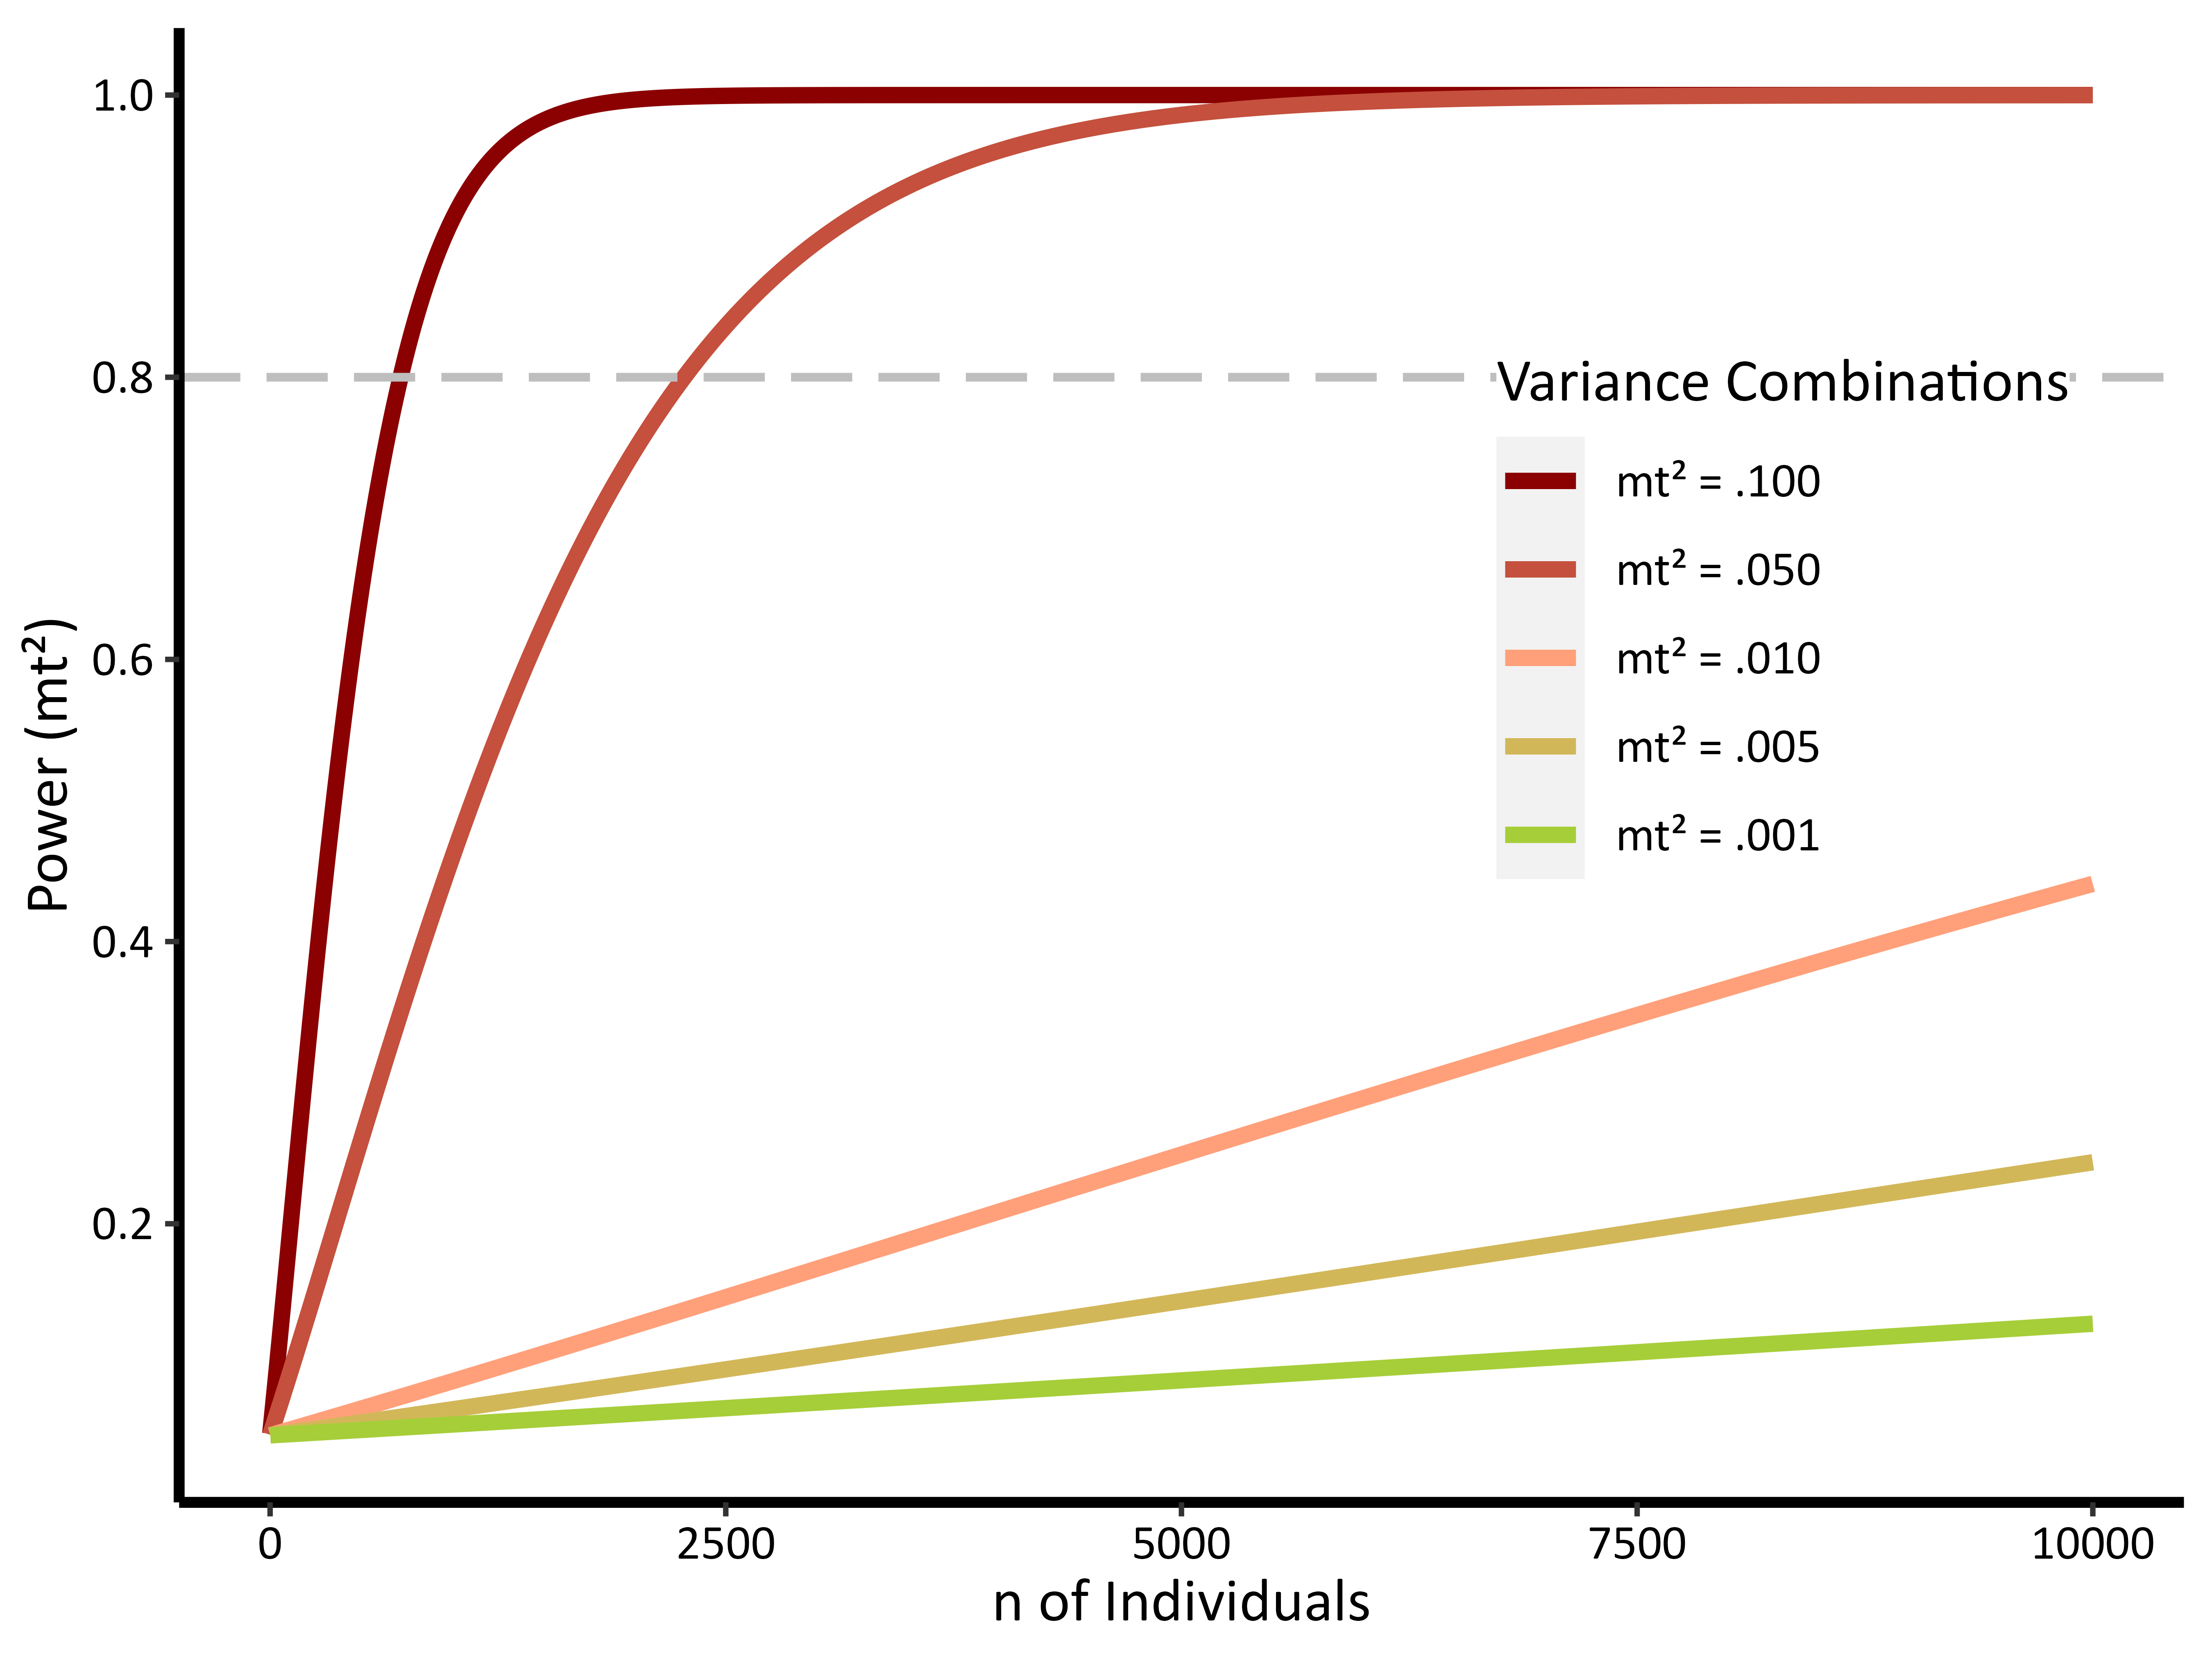 1.0
0.8
0.6
0.4
0.2
Power (mt²)
Variance Combinations
mt² = .100
mt² = .050
mt² = .010
mt² = .005
mt² = .001
0 2500 5000 7500 10000
n of Individuals